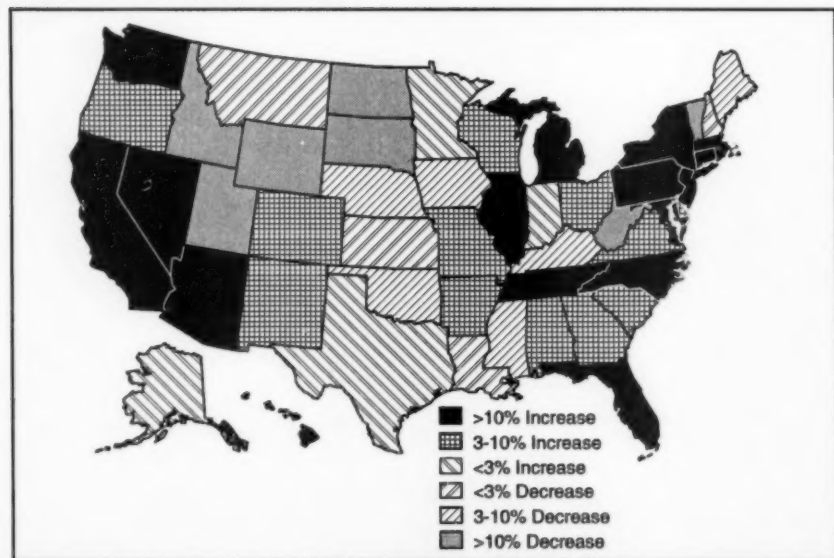 >10% Increase
3-10% Increase
<3% Increase
<3% Decrease
3-10% Decrease
>10% Decrease